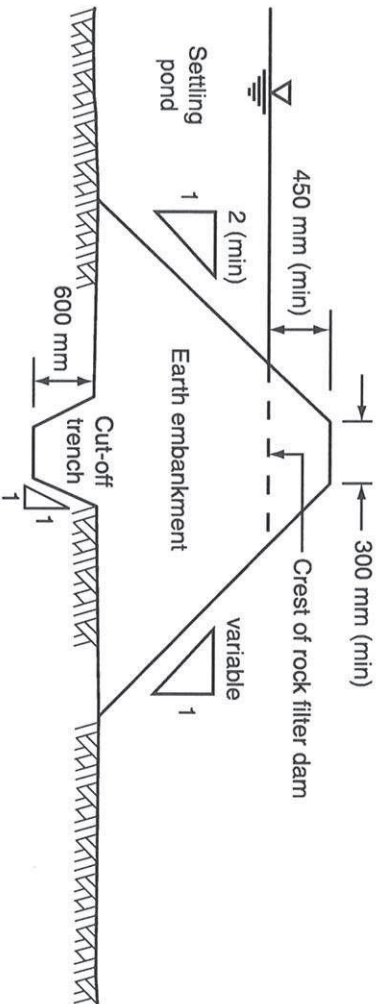 300 mm (min)
450 mm (min)
Crest of rock filter dam
Settling
pond
2 (min)
1
variable
1
Earth embankment
600 mm
Cut-off
trench
1
1